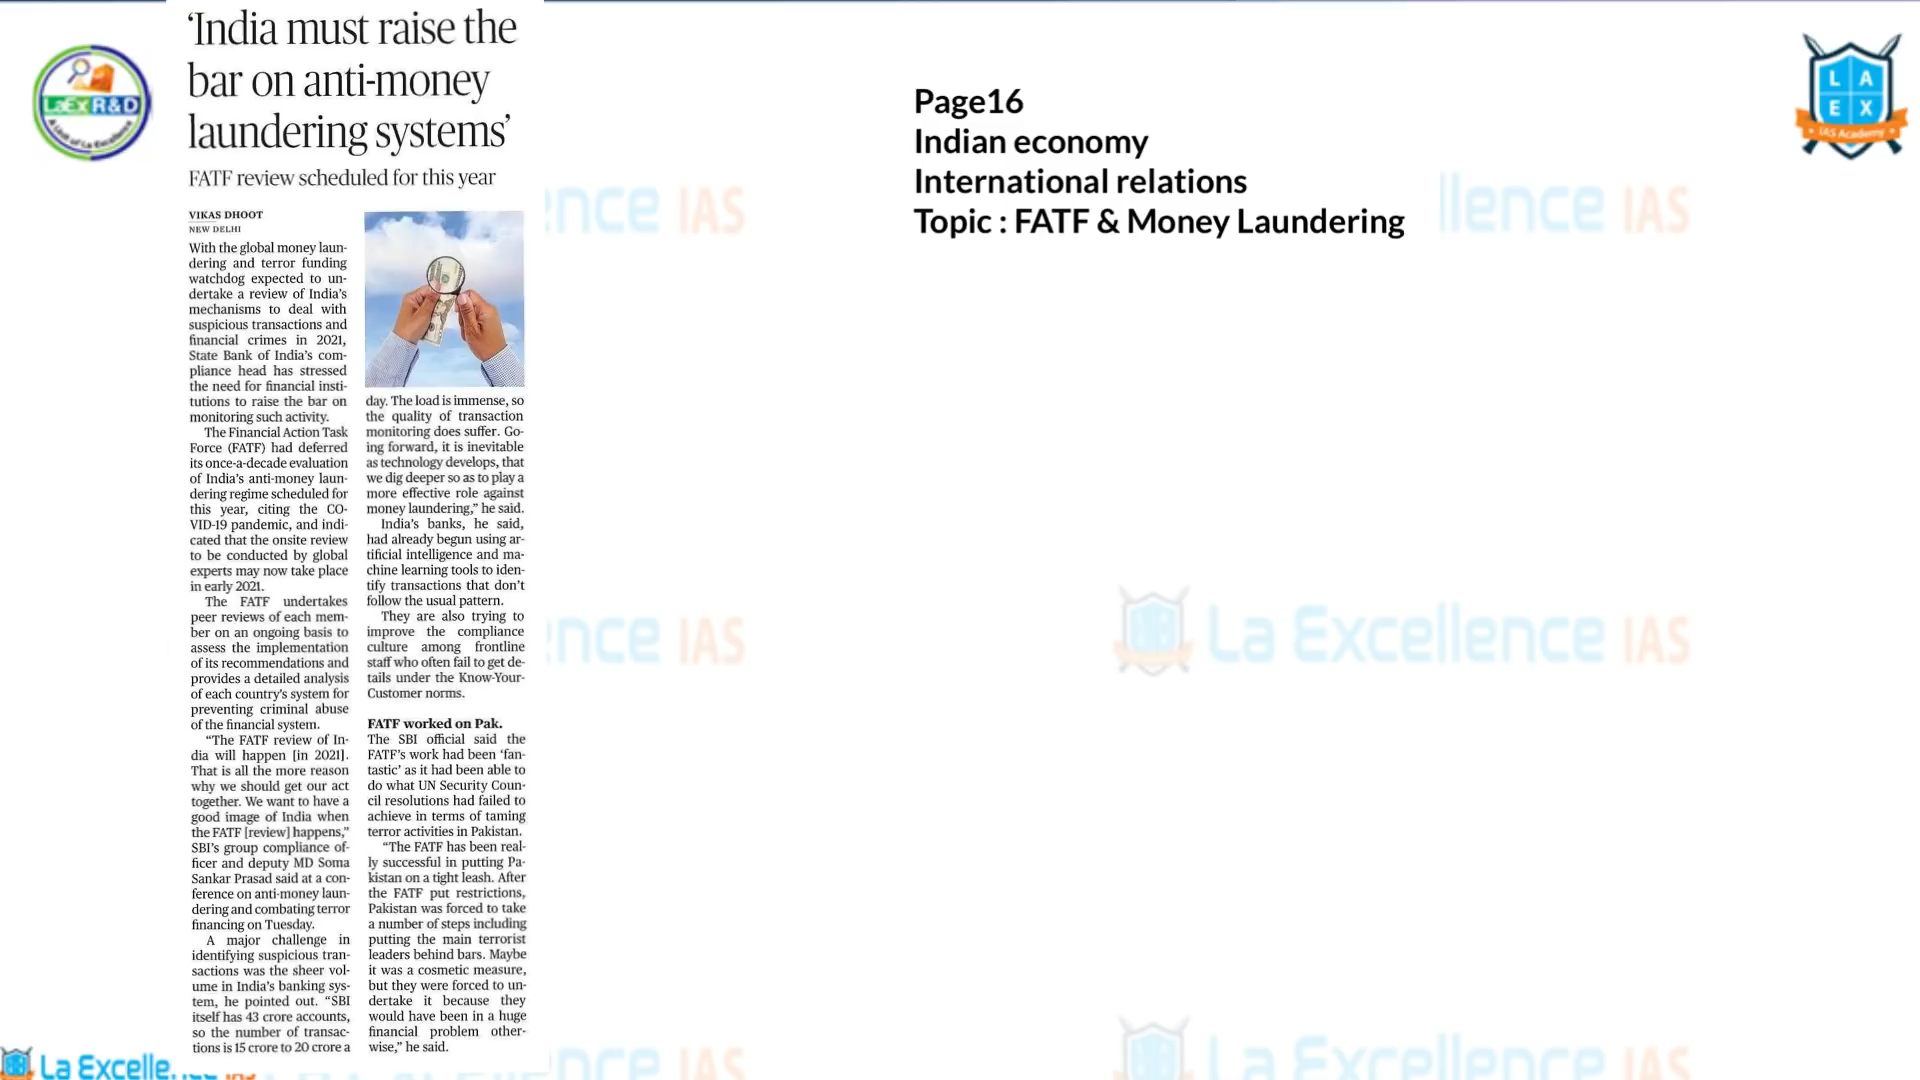 ‘India must raise the
bar on anti-money
laundering systems’
FATF review scheduled for this year
VIKAS DHOOT
NEW DELHI
With the global money laun-
dering and terror funding
watchdog expected to un-
dertake a review of India’s
mechanisms to deal with
suspicious transactions and
financial crimes in 2021,
State Bank of India’s com-
pliance head has stressed
the need for financial insti-
tutions to raise the bar on
monitoring such activity.
The Financial Action Task
Force (FATF) had deferred
its once-a-decade evaluation
of India’s anti-money laun-
dering regime scheduled for
this year, citing the CO-
VID-19 pandemic, and indi-
cated that the onsite review
to be conducted by global
experts may now take place
in early 2021.
The FATF undertakes
peer reviews of each mem-
ber on an ongoing basis to
assess the implementation
of its recommendations and
provides a detailed analysis
of each country’s system for
preventing criminal abuse
of the financial system.
“The FATF review of In-
dia will happen [in 2021].
That is all the more reason
why we should get our act
together. We want to have a
good image of India when
the FATF [review] happens,”
SBI’s group compliance of-
ficer and deputy MD Soma
Sankar Prasad said at a con-
ference on anti-money laun-
dering and combating terror
financing on Tuesday.
A major challenge in
identifying suspicious tran-
sactions was the sheer vol-
ume in India’s banking sys-
tem, he pointed out. “SBI
itself has 43 crore accounts,
so the number of transac-
tions is 15 crore to 20 crore a
day. The load is immense, so
the quality of transaction
monitoring does suffer. Go-
ing forward, it is inevitable
as technology develops, that
we dig deeper so as to play a
more effective role against
money laundering,” he said.
India’s banks, he said,
had already begun using ar-
tificial intelligence and ma-
chine learning tools to iden-
tify transactions that don’t
follow the usual pattern.
They are also trying to
improve the compliance
culture among frontline
staff who often fail to get de-
tails under the Know-Your-
Customer norms.
FATF worked on Pak.
The SBI official said the
FATF’s work had been ‘fan-
tastic’ as it had been able to
do what UN Security Coun-
cil resolutions had failed to
achieve in terms of taming
terror activities in Pakistan.
“The FATF has been real-
ly successful in putting Pa-
kistan on a tight leash. After
the FATF put restrictions,
Pakistan was forced to take
a number of steps including
putting the main terrorist
leaders behind bars. Maybe
it was a cosmetic measure,
but they were forced to un-
dertake it because they
would have been in a huge
financial problem other-
wise,” he said.
Page16
Indian economy
International relations
Topic : FATF & Money Laundering
LaEx R&D
A Unit of La Excellence
LA
EX
IAS Academy
nce IAS
llence IAS
nce IAS
La Excellence IAS
La Excelle
nce IAS
La Excellence IAS